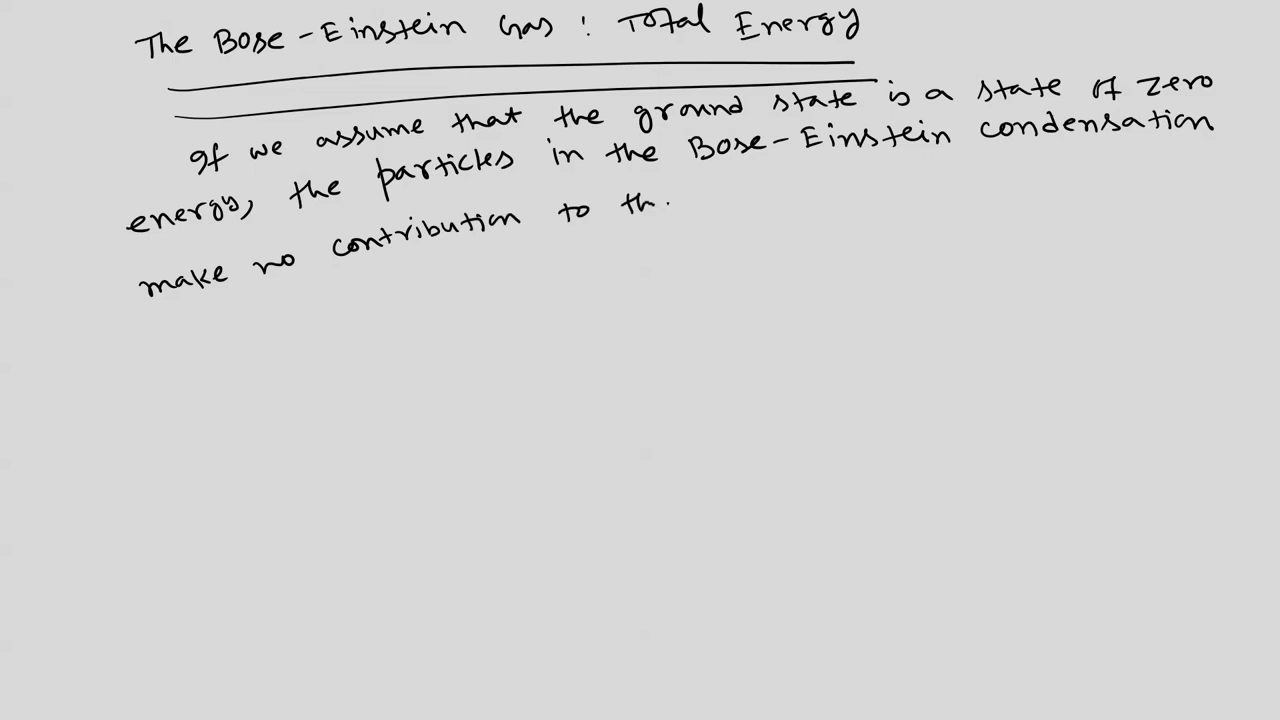 The Bose-Einstein Gas : Total Energy
If we assume that the ground state is a state of zero
energy, the particles in the Bose-Einstein condensation
make no contribution to th